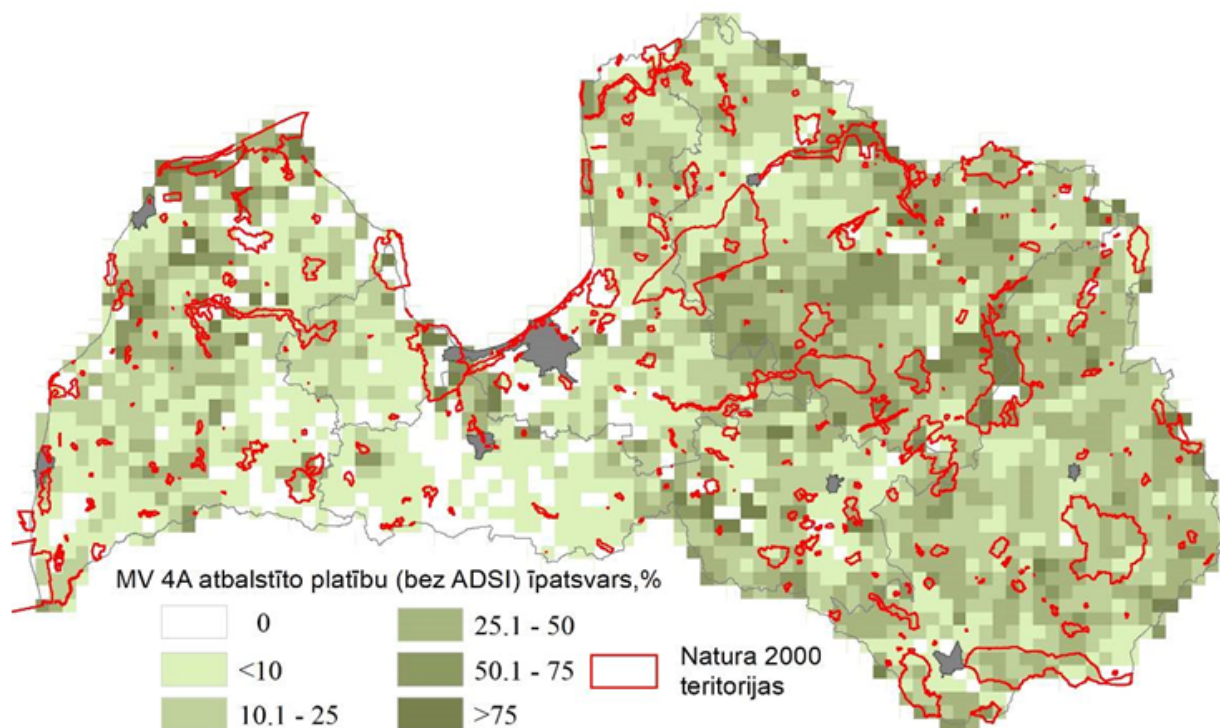 MV 4A atbalstīto platību (bez ADSI) īpatsvars,%
0
<10
10.1 - 25
25.1 - 50
50.1 - 75
>75
Natura 2000
teritorijas